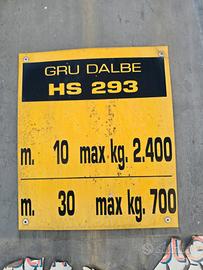 GRU DALBE
HS 293
m. 10 max kg. 2.400
m. 30 max kg. 700